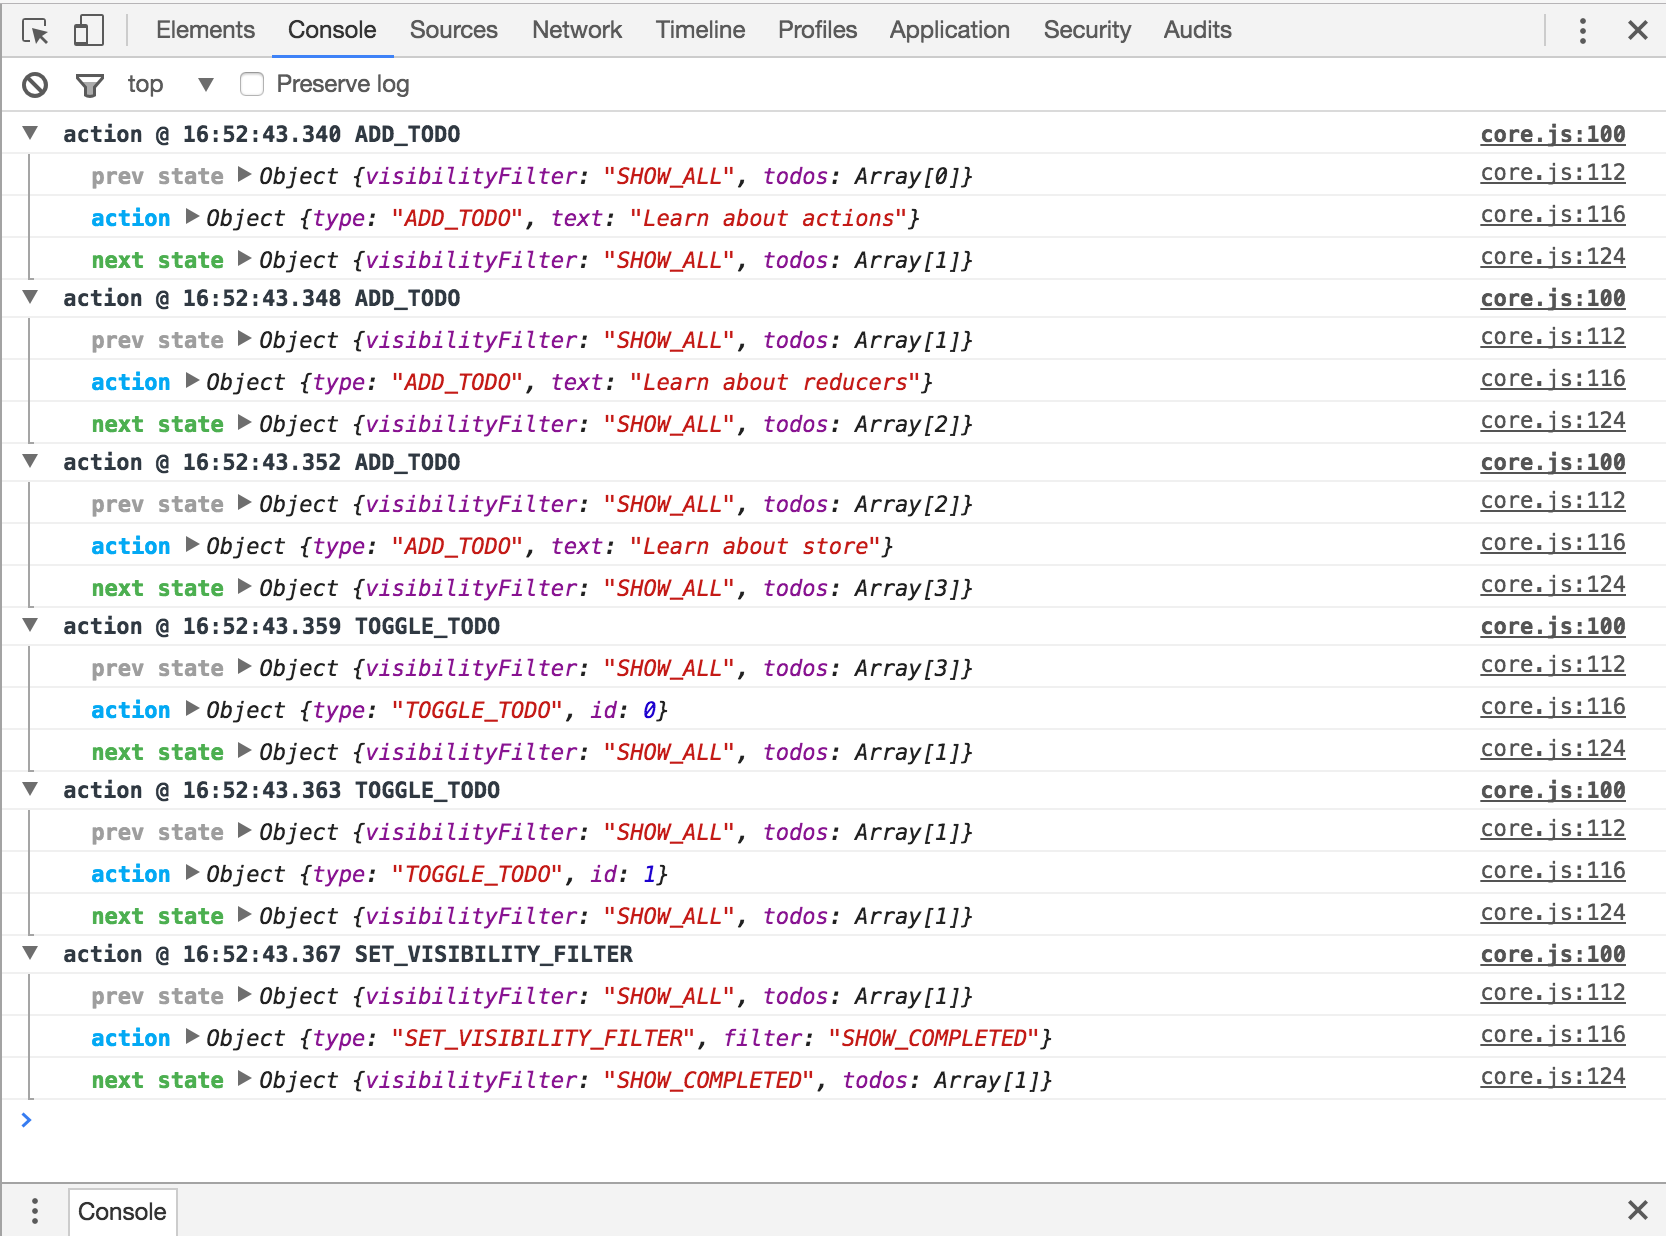 Elements Console Sources Network Timeline Profiles Application Security Audits
top Preserve log
action @ 16:52:43.340 ADD_TODO core.js:100
prev state Object {visibilityFilter: "SHOW_ALL", todos: Array[0]} core.js:112
action Object {type: "ADD_TODO", text: "Learn about actions"} core.js:116
next state Object {visibilityFilter: "SHOW_ALL", todos: Array[1]} core.js:124
action @ 16:52:43.348 ADD_TODO core.js:100
prev state Object {visibilityFilter: "SHOW_ALL", todos: Array[1]} core.js:112
action Object {type: "ADD_TODO", text: "Learn about reducers"} core.js:116
next state Object {visibilityFilter: "SHOW_ALL", todos: Array[2]} core.js:124
action @ 16:52:43.352 ADD_TODO core.js:100
prev state Object {visibilityFilter: "SHOW_ALL", todos: Array[2]} core.js:112
action Object {type: "ADD_TODO", text: "Learn about store"} core.js:116
next state Object {visibilityFilter: "SHOW_ALL", todos: Array[3]} core.js:124
action @ 16:52:43.359 TOGGLE_TODO core.js:100
prev state Object {visibilityFilter: "SHOW_ALL", todos: Array[3]} core.js:112
action Object {type: "TOGGLE_TODO", id: 0} core.js:116
next state Object {visibilityFilter: "SHOW_ALL", todos: Array[1]} core.js:124
action @ 16:52:43.363 TOGGLE_TODO core.js:100
prev state Object {visibilityFilter: "SHOW_ALL", todos: Array[1]} core.js:112
action Object {type: "TOGGLE_TODO", id: 1} core.js:116
next state Object {visibilityFilter: "SHOW_ALL", todos: Array[1]} core.js:124
action @ 16:52:43.367 SET_VISIBILITY_FILTER core.js:100
prev state Object {visibilityFilter: "SHOW_ALL", todos: Array[1]} core.js:112
action Object {type: "SET_VISIBILITY_FILTER", filter: "SHOW_COMPLETED"} core.js:116
next state Object {visibilityFilter: "SHOW_COMPLETED", todos: Array[1]} core.js:124
Console